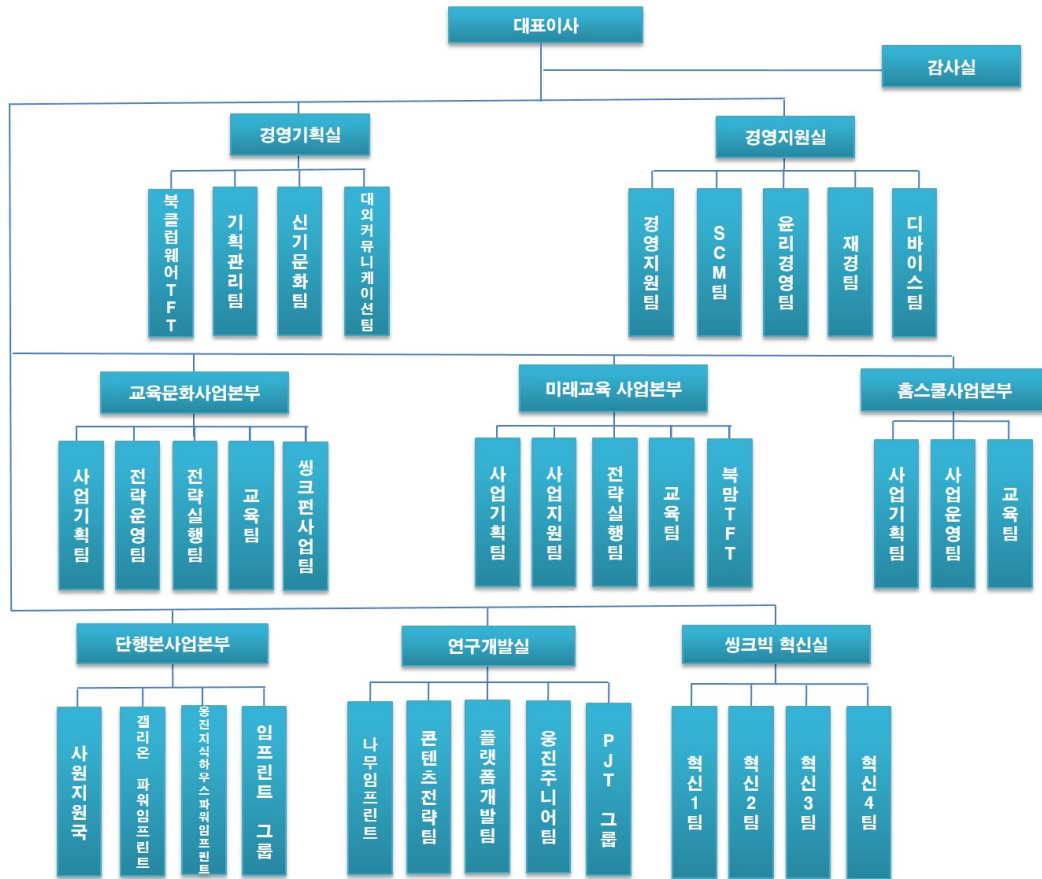 대표이사
감사실
경영기획실
경영지원실
북클럽웨어TFT
기획관리팀
신기문화팀
대외커뮤니케이션팀
경영지원팀
SCM팀
윤리경영팀
재경팀
디바이스팀
교육문화사업본부
미래교육 사업본부
홈스쿨사업본부
사업기획팀
전략운영팀
전략실행팀
교육팀
씽크펀사업팀
사업기획팀
사업지원팀
전략실행팀
교육팀
북맘TFT
사업기획팀
사업운영팀
교육팀
단행본사업본부
연구개발실
씽크빅 혁신실
사원지원국
갤리온 파워임프린트
웅진지식하우스파워임프린트
임프린트 그룹
나무임프린트
콘텐츠전략팀
플랫폼개발팀
웅진주니어팀
PJT 그룹
혁신1팀
혁신2팀
혁신3팀
혁신4팀